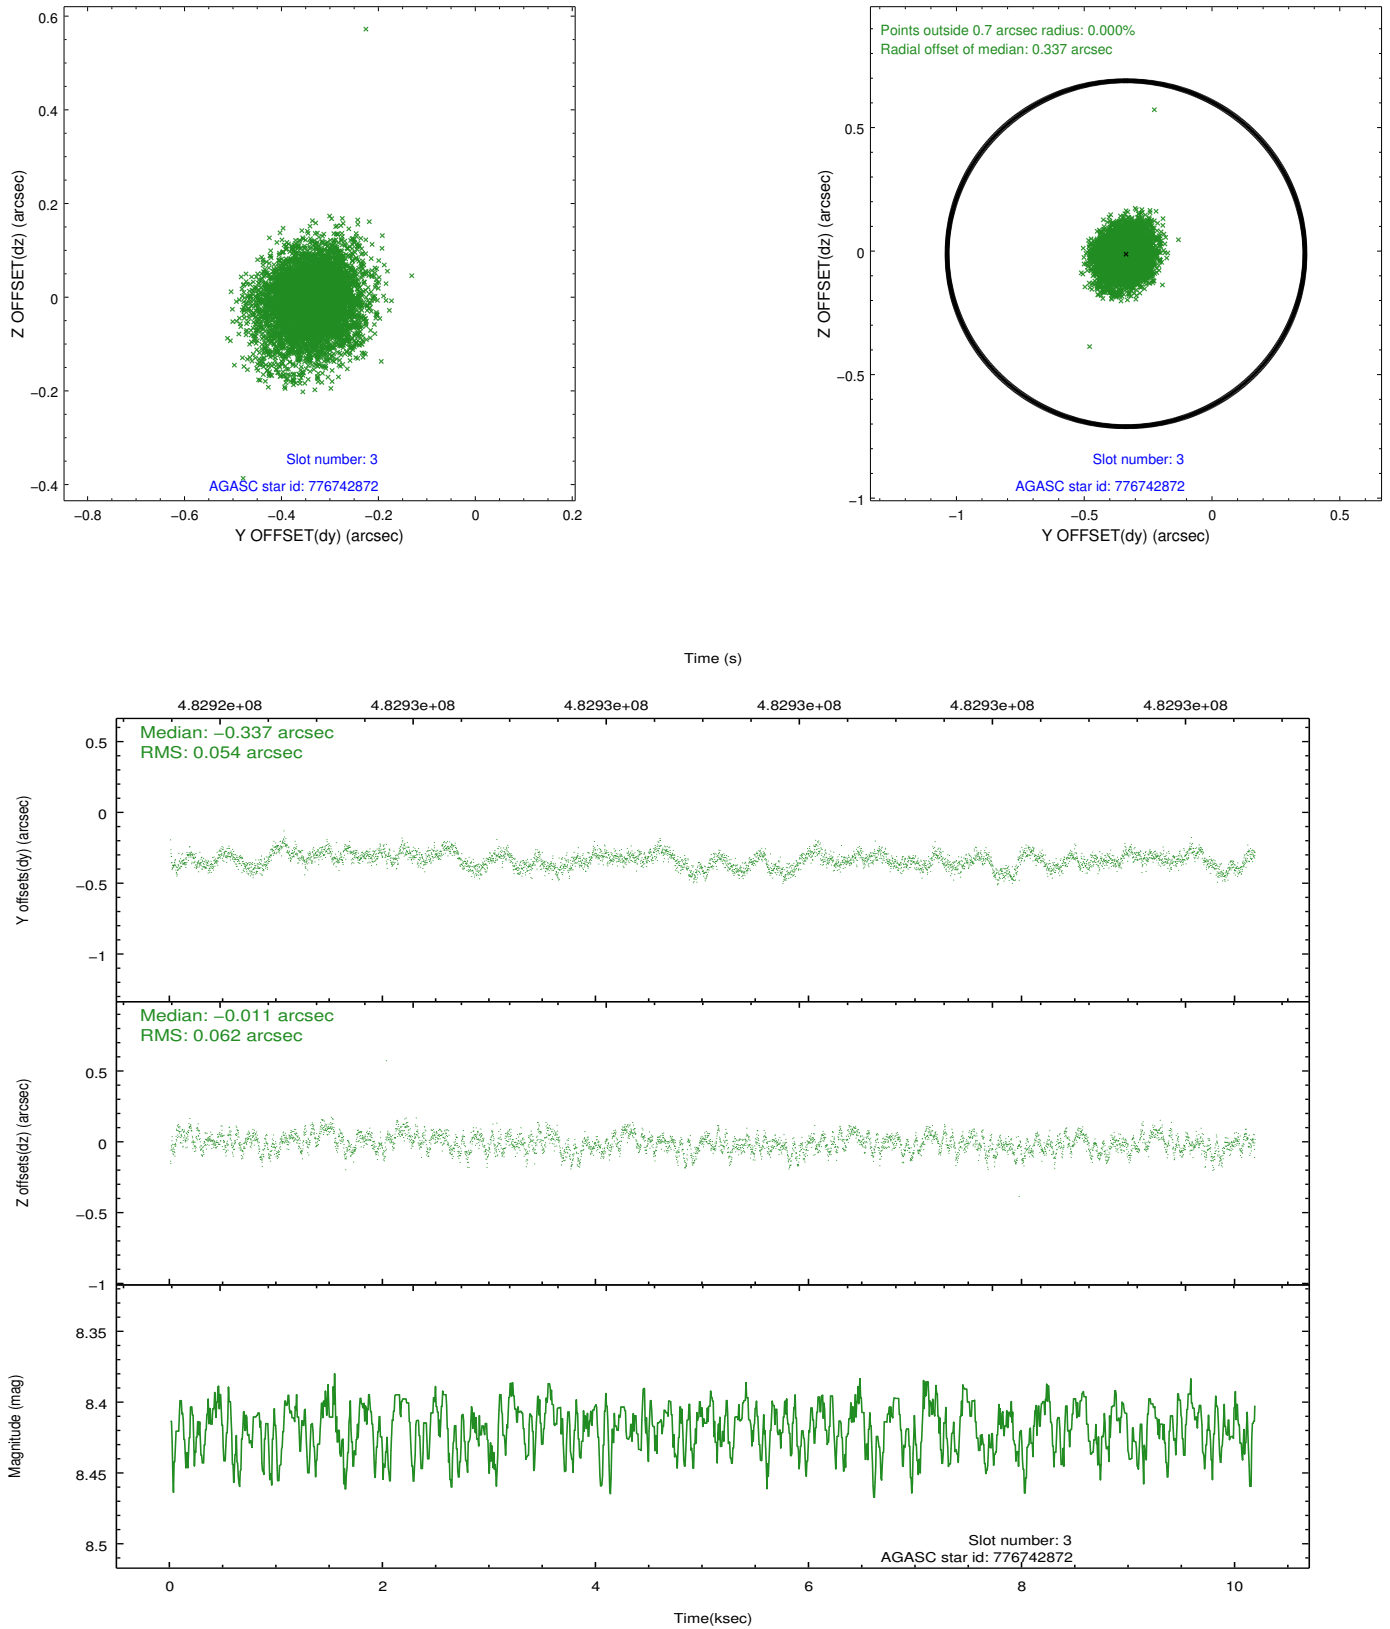 0.6
0.4
0.2
0
−0.2
−0.4
Z OFFSET(dz) (arcsec)
Slot number: 3
AGASC star id: 776742872
−0.8 −0.6 −0.4 −0.2 0 0.2
Y OFFSET(dy) (arcsec)
Points outside 0.7 arcsec radius: 0.000%
Radial offset of median: 0.337 arcsec
0.5
0
−0.5
−1
Z OFFSET(dz) (arcsec)
Slot number: 3
AGASC star id: 776742872
−1 −0.5 0 0.5
Y OFFSET(dy) (arcsec)
Time (s)
4.8292e+08 4.8293e+08 4.8293e+08 4.8293e+08 4.8293e+08 4.8293e+08
Median: −0.337 arcsec
RMS: 0.054 arcsec
0.5
0
−0.5
−1
Y offsets(dy) (arcsec)
Median: −0.011 arcsec
RMS: 0.062 arcsec
0.5
0
−0.5
−1
Z offsets(dz) (arcsec)
8.35
8.4
8.45
8.5
Magnitude (mag)
Slot number: 3
AGASC star id: 776742872
0 2 4 6 8 10
Time(ksec)